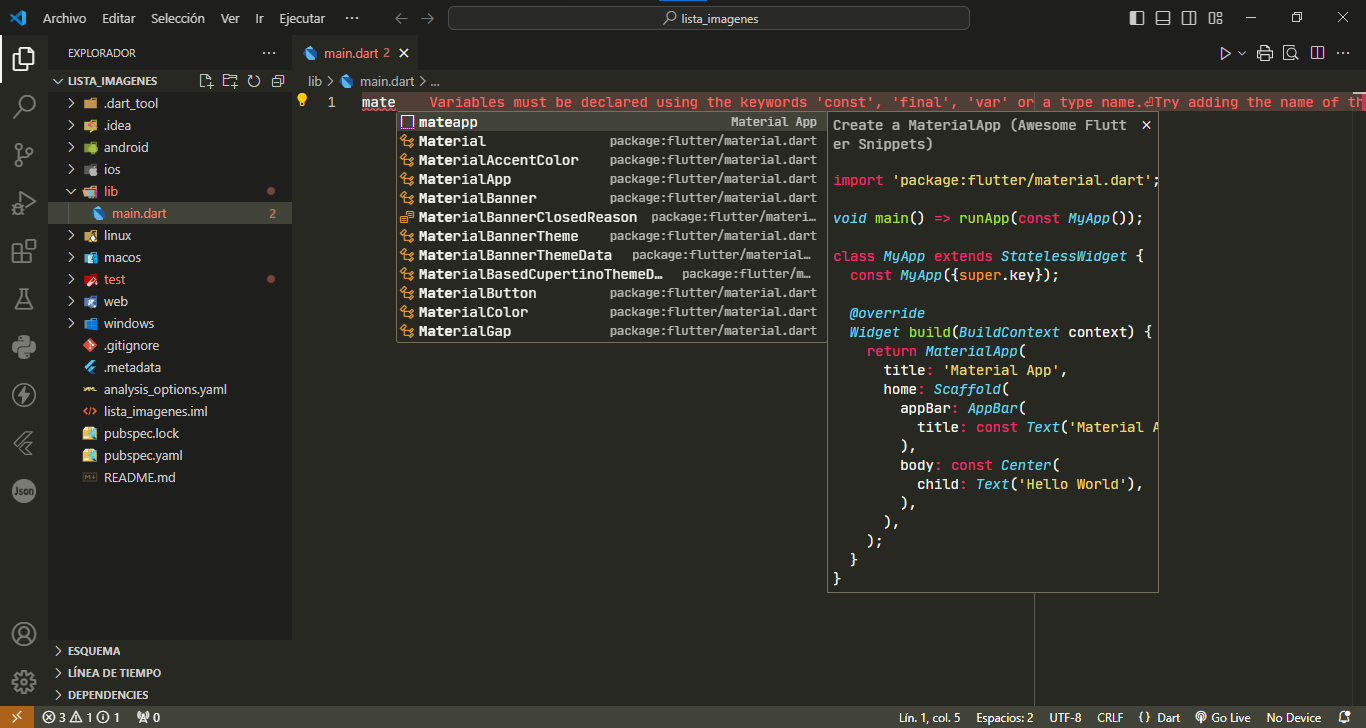 Archivo Editar Selección Ver Ir Ejecutar ··· lista_imagenes
EXPLORADOR ···
LISTA_IMAGENES
.dart_tool
.idea
android
ios
lib
main.dart 2
linux
macos
test
web
windows
.gitignore
.metadata
analysis_options.yaml
lista_imagenes.iml
pubspec.lock
pubspec.yaml
README.md
ESQUEMA
LÍNEA DE TIEMPO
DEPENDENCIES
main.dart 2
lib > main.dart > ...
1 mate Variables must be declared using the keywords 'const', 'final', 'var' or a type name.⏎Try adding the name of th
mateapp Material App
Material package:flutter/material.dart
MaterialAccentColor package:flutter/material.dart
MaterialApp package:flutter/material.dart
MaterialBanner package:flutter/material.dart
MaterialBannerClosedReason package:flutter/materi…
MaterialBannerTheme package:flutter/material.dart
MaterialBannerThemeData package:flutter/material…
MaterialBasedCupertinoThemeD… package:flutter/m…
MaterialButton package:flutter/material.dart
MaterialColor package:flutter/material.dart
MaterialGap package:flutter/material.dart
Create a MaterialApp (Awesome Flutt
er Snippets)
import 'package:flutter/material.dart';
void main() => runApp(const MyApp());
class MyApp extends StatelessWidget {
const MyApp({super.key});
@override
Widget build(BuildContext context) {
return MaterialApp(
title: 'Material App',
home: Scaffold(
appBar: AppBar(
title: const Text('Material A
),
body: const Center(
child: Text('Hello World'),
),
),
);
}
}
Json
3 1 1 0 Lín. 1, col. 5 Espacios: 2 UTF-8 CRLF {} Dart Go Live No Device